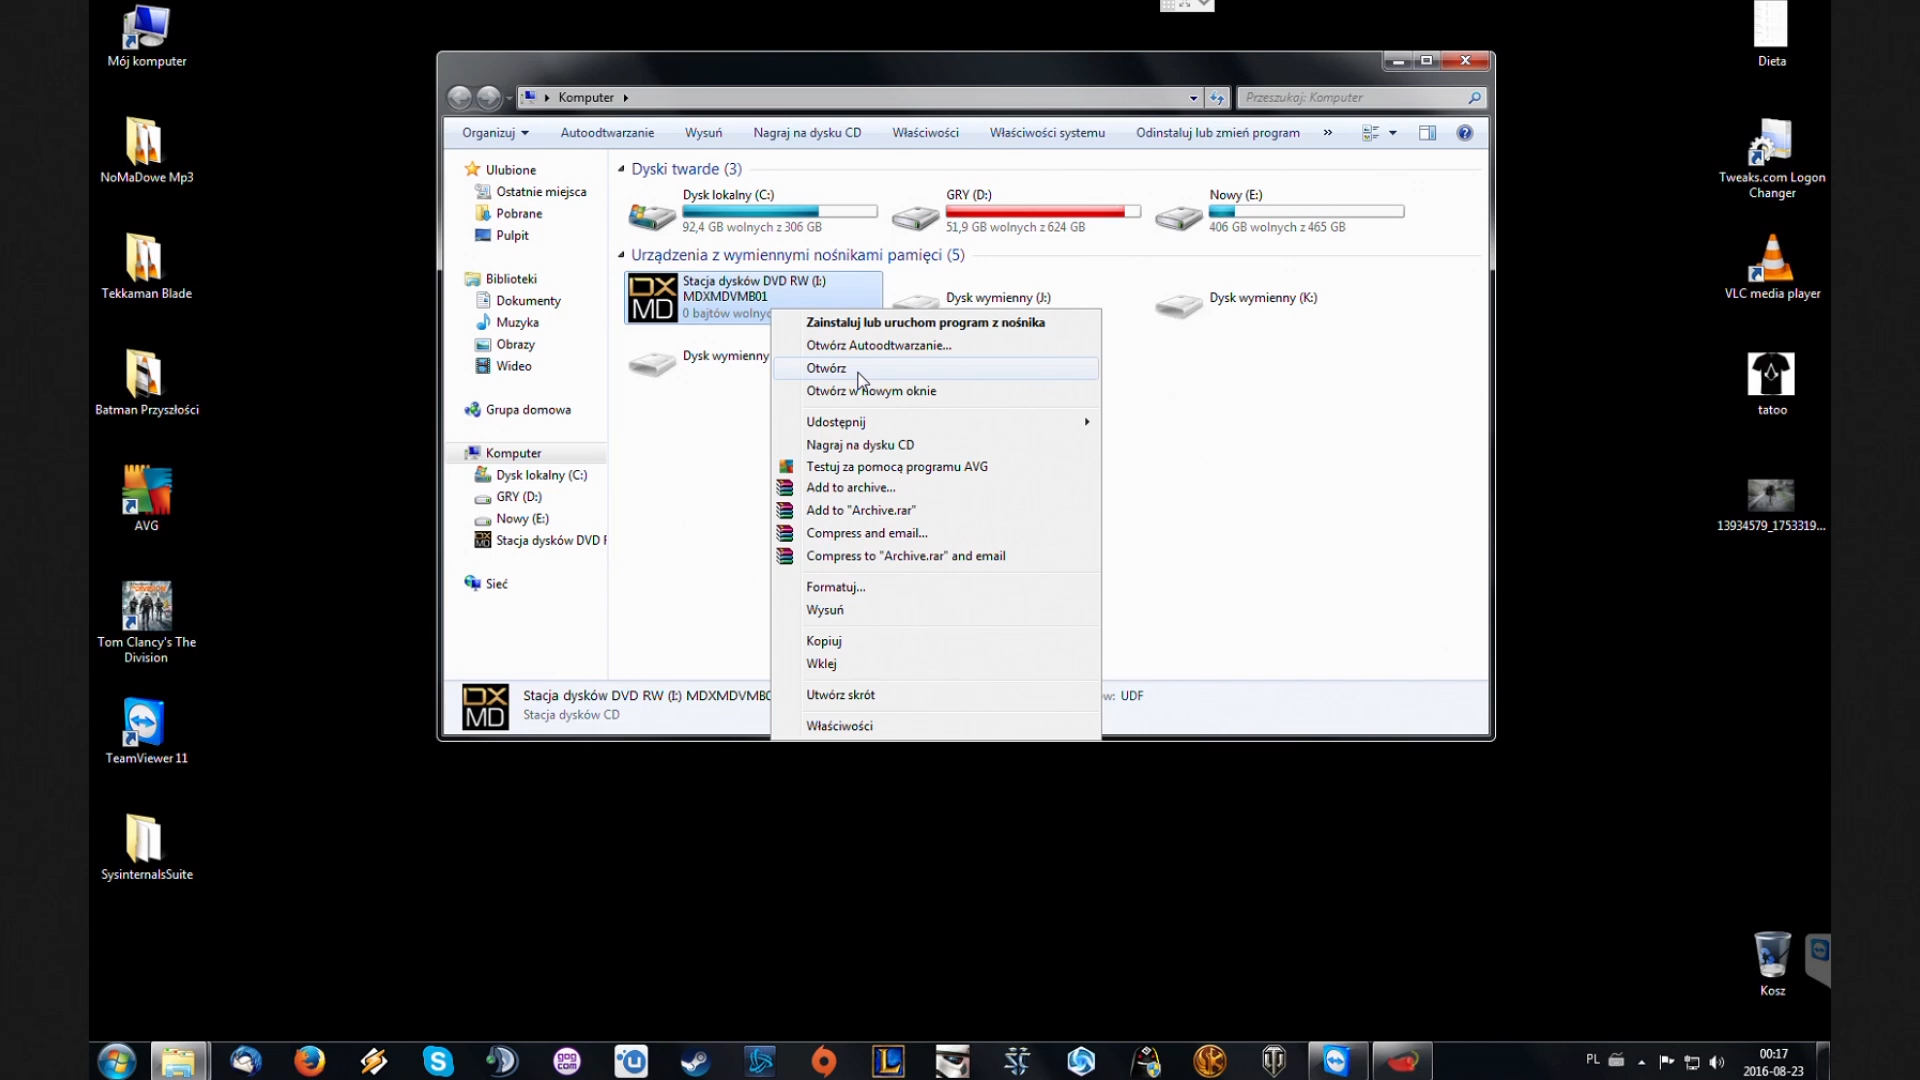 Mój komputer
NoMaDowe Mp3
Tekkaman Blade
Batman Przyszłości
AVG
Tom Clancy's The
Division
TeamViewer 11
SysinternalsSuite
Komputer
Przeszukaj: Komputer
Organizuj
Autoodtwarzanie
Wysuń
Nagraj na dysku CD
Właściwości
Właściwości systemu
Odinstaluj lub zmień program
»
Ulubione
Ostatnie miejsca
Pobrane
Pulpit
Biblioteki
Dokumenty
Muzyka
Obrazy
Wideo
Grupa domowa
Komputer
Dysk lokalny (C:)
GRY (D:)
Nowy (E:)
Stacja dysków DVD R
Sieć
Dyski twarde (3)
Dysk lokalny (C:)
92,4 GB wolnych z 306 GB
GRY (D:)
51,9 GB wolnych z 624 GB
Nowy (E:)
406 GB wolnych z 465 GB
Urządzenia z wymiennymi nośnikami pamięci (5)
DX
MD
Stacja dysków DVD RW (I:)
MDXMDVMB01
0 bajtów wolny
Dysk wymienny (J:)
Dysk wymienny (K:)
Dysk wymienny
Zainstaluj lub uruchom program z nośnika
Otwórz Autoodtwarzanie...
Otwórz
Otwórz w nowym oknie
Udostępnij
Nagraj na dysku CD
Testuj za pomocą programu AVG
Add to archive...
Add to "Archive.rar"
Compress and email...
Compress to "Archive.rar" and email
Formatuj...
Wysuń
Kopiuj
Wklej
Utwórz skrót
Właściwości
DX
MD
Stacja dysków DVD RW (I:) MDXMDVMB0
Stacja dysków CD
w: UDF
Dieta
Tweaks.com Logon
Changer
VLC media player
tatoo
13934579_1753319...
Kosz
gog
com
PL
00:17
2016-08-23